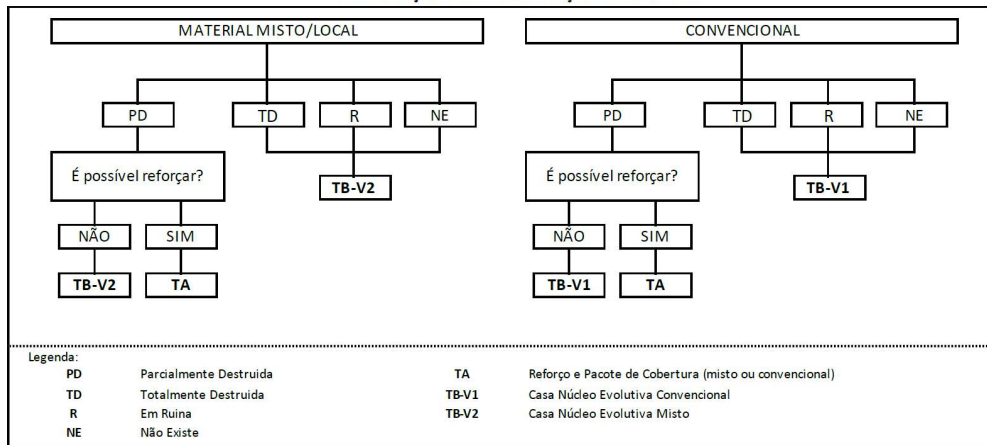 MATERIAL MISTO/LOCAL
CONVENCIONAL
PD
TD
R
NE
PD
TD
R
NE
É possível reforçar?
TB-V2
É possível reforçar?
TB-V1
NÃO
SIM
NÃO
SIM
TB-V2
TA
TB-V1
TA
Legenda:
PD Parcialmente Destruida
TA Reforço e Pacote de Cobertura (misto ou convencional)
TD Totalmente Destruida
TB-V1 Casa Núcleo Evolutiva Convencional
R Em Ruina
TB-V2 Casa Núcleo Evolutiva Misto
NE Não Existe